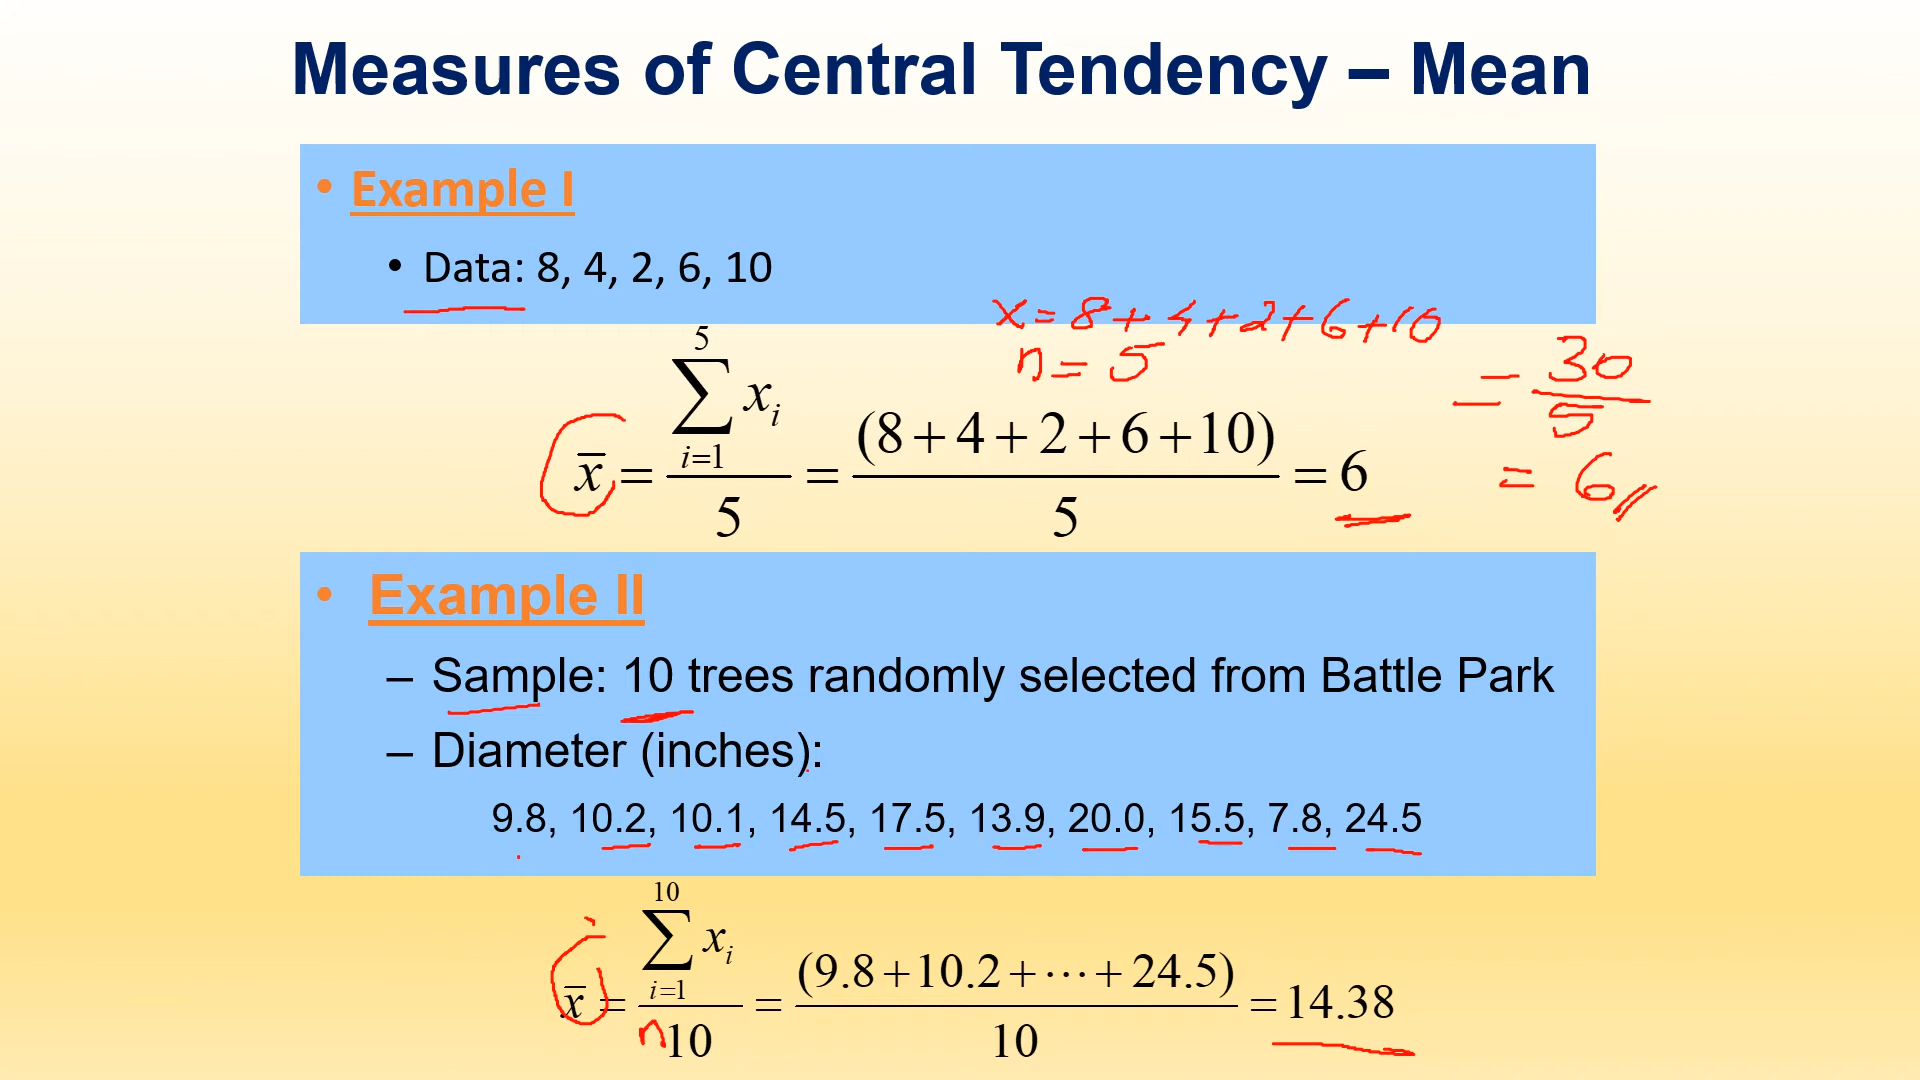 Measures of Central Tendency – Mean
• Example I
• Data: 8, 4, 2, 6, 10
x = 8 + 4 + 2 + 6 + 10
n = 5
= 30/5
= 6
x̄ = ∑_{i=1}^{5} x_i / 5 = (8 + 4 + 2 + 6 + 10) / 5 = 6
• Example II
– Sample: 10 trees randomly selected from Battle Park
– Diameter (inches):
9.8, 10.2, 10.1, 14.5, 17.5, 13.9, 20.0, 15.5, 7.8, 24.5
x̄ = ∑_{i=1}^{10} x_i / 10 = (9.8 + 10.2 + ⋯ + 24.5) / 10 = 14.38
n